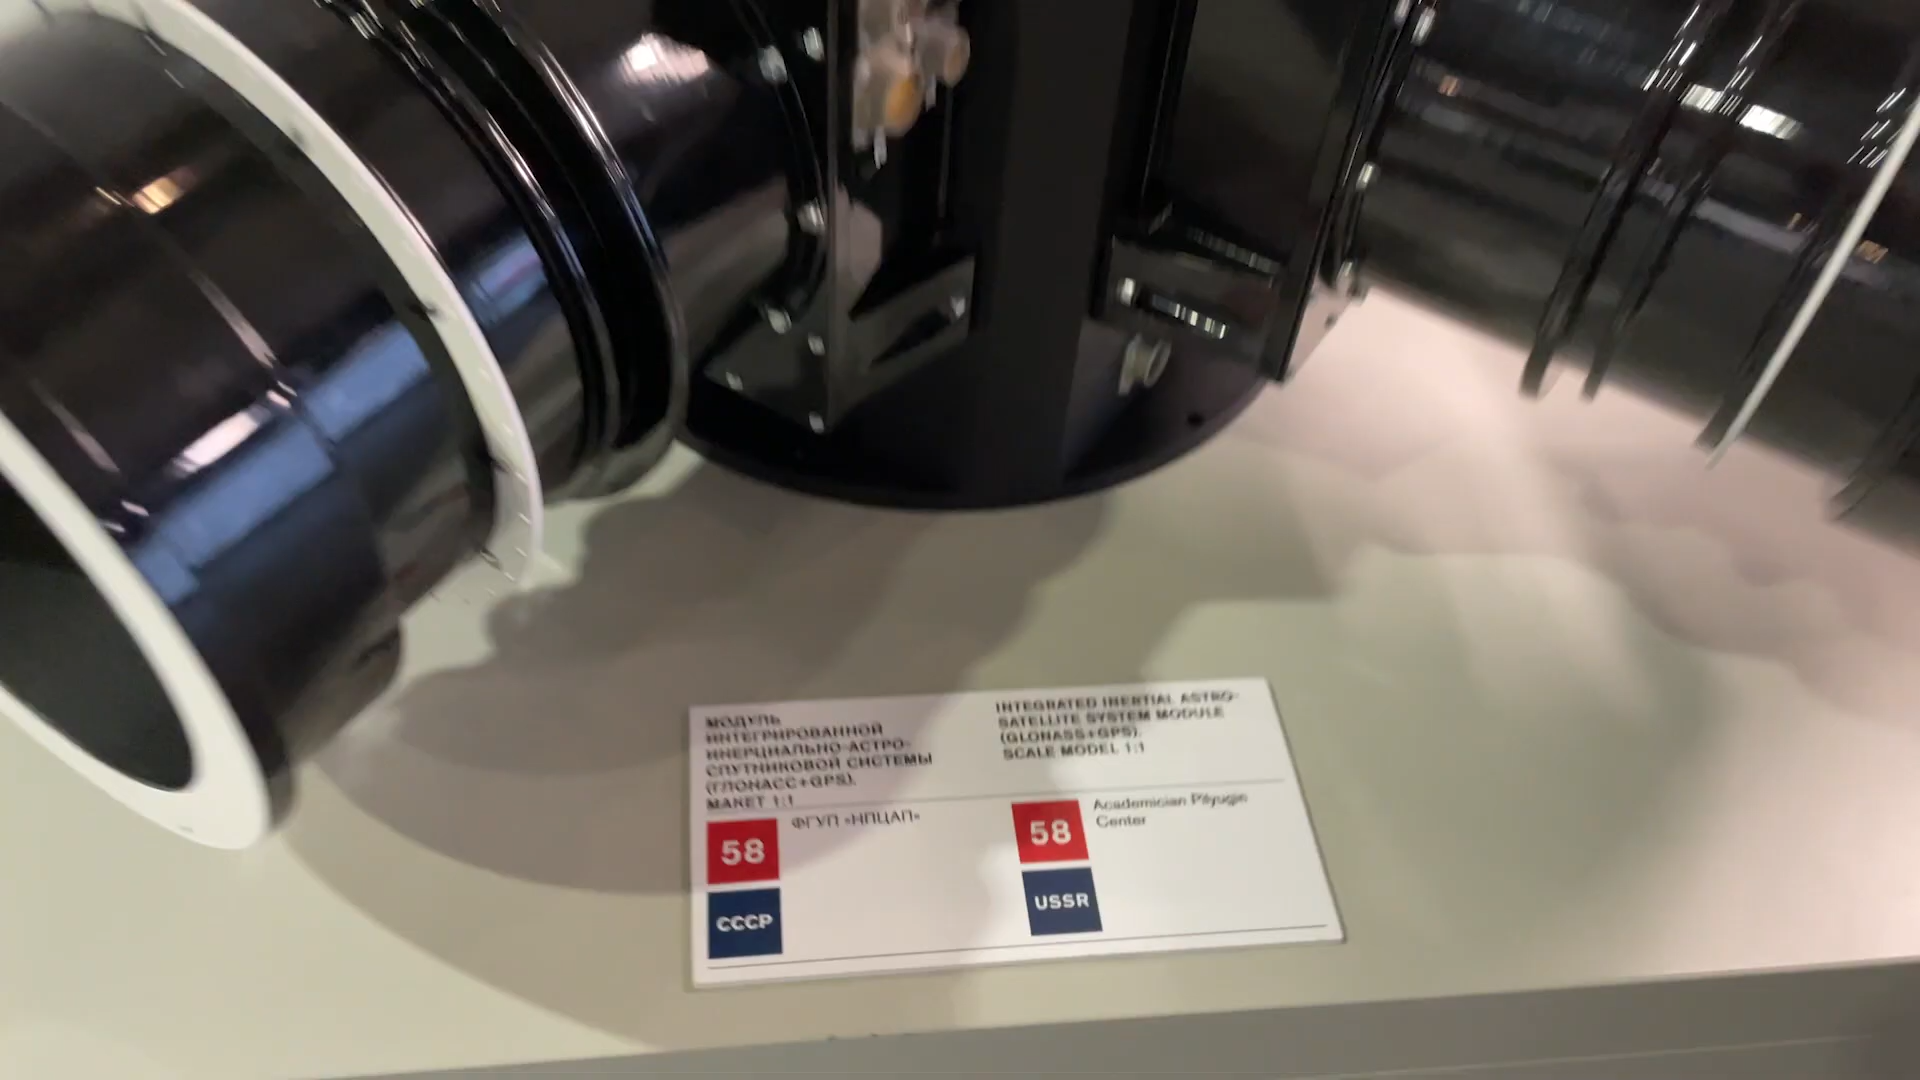 МОДУЛЬ
ИНТЕГРИРОВАННОЙ
ИНЕРЦИАЛЬНО-АСТРО-
СПУТНИКОВОЙ СИСТЕМЫ
(ГЛОНАСС+GPS).
МАКЕТ 1:1
58
ФГУП «НПЦАП»
СССР
INTEGRATED INERTIAL ASTRO-
SATELLITE SYSTEM MODULE
(GLONASS+GPS).
SCALE MODEL 1:1
58
Academician Pilyugin
Center
USSR